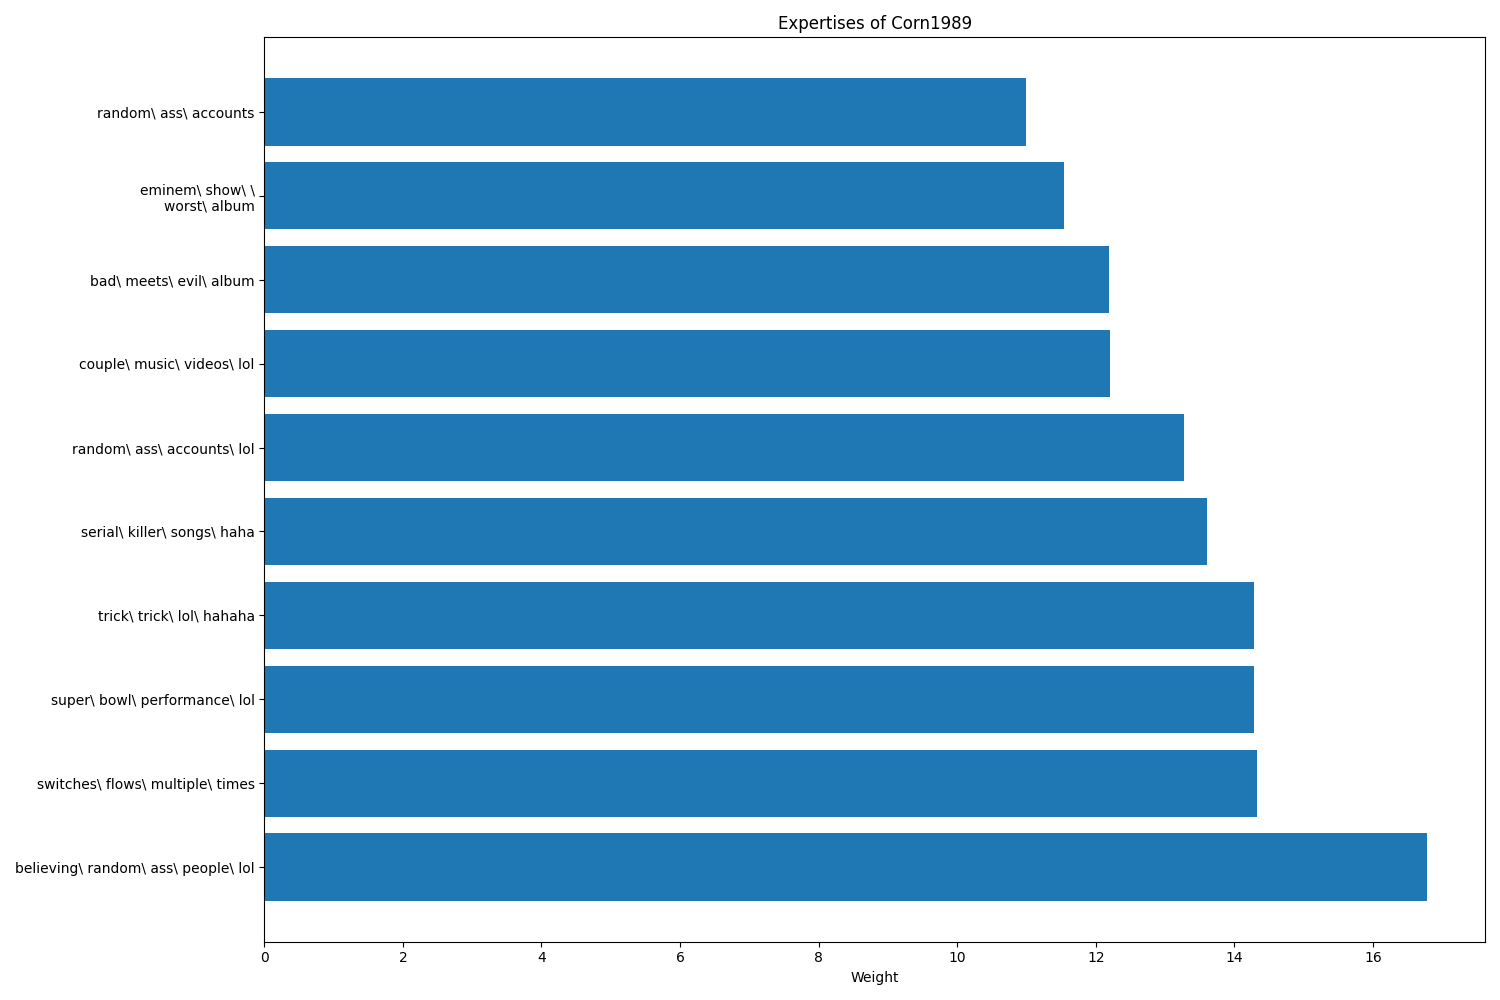 Expertises of Corn1989
random\ ass\ accounts
eminem\ show\ \
worst\ album
bad\ meets\ evil\ album
couple\ music\ videos\ lol
random\ ass\ accounts\ lol
serial\ killer\ songs\ haha
trick\ trick\ lol\ hahaha
super\ bowl\ performance\ lol
switches\ flows\ multiple\ times
believing\ random\ ass\ people\ lol
0 2 4 6 8 10 12 14 16
Weight